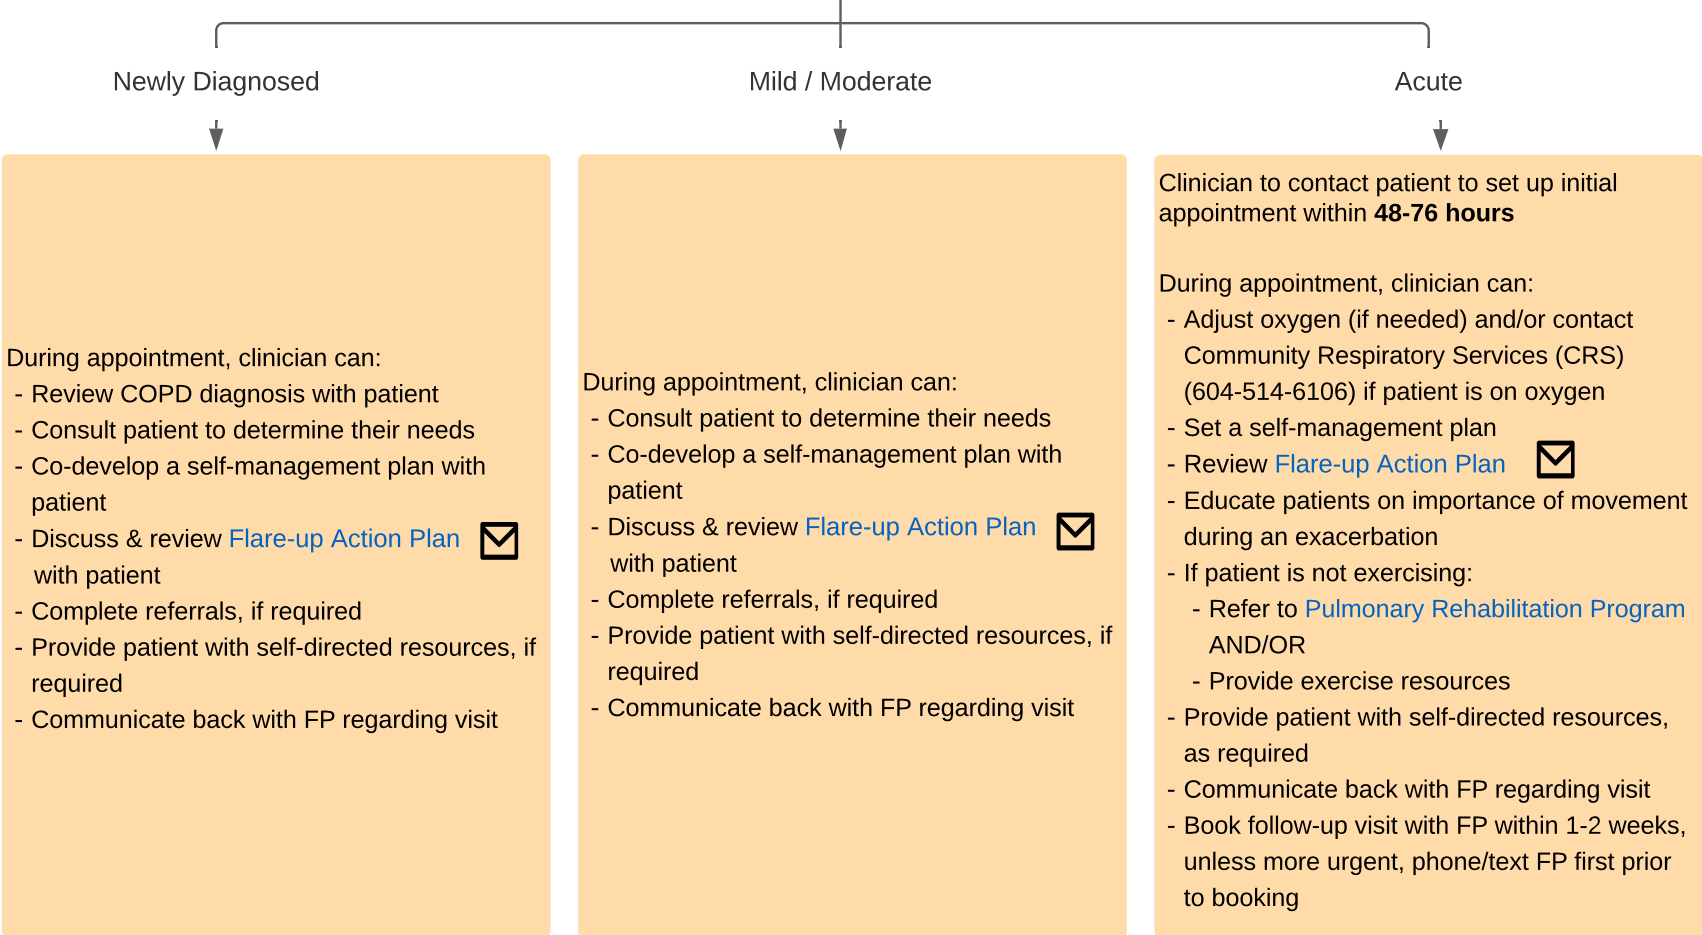 Newly Diagnosed
Mild / Moderate
Acute
During appointment, clinician can:
- Review COPD diagnosis with patient
- Consult patient to determine their needs
- Co-develop a self-management plan with
patient
- Discuss & review Flare-up Action Plan
with patient
- Complete referrals, if required
- Provide patient with self-directed resources, if
required
- Communicate back with FP regarding visit
During appointment, clinician can:
- Consult patient to determine their needs
- Co-develop a self-management plan with
patient
- Discuss & review Flare-up Action Plan
with patient
- Complete referrals, if required
- Provide patient with self-directed resources, if
required
- Communicate back with FP regarding visit
Clinician to contact patient to set up initial
appointment within 48-76 hours
During appointment, clinician can:
- Adjust oxygen (if needed) and/or contact
Community Respiratory Services (CRS)
(604-514-6106) if patient is on oxygen
- Set a self-management plan
- Review Flare-up Action Plan
- Educate patients on importance of movement
during an exacerbation
- If patient is not exercising:
- Refer to Pulmonary Rehabilitation Program
AND/OR
- Provide exercise resources
- Provide patient with self-directed resources,
as required
- Communicate back with FP regarding visit
- Book follow-up visit with FP within 1-2 weeks,
unless more urgent, phone/text FP first prior
to booking